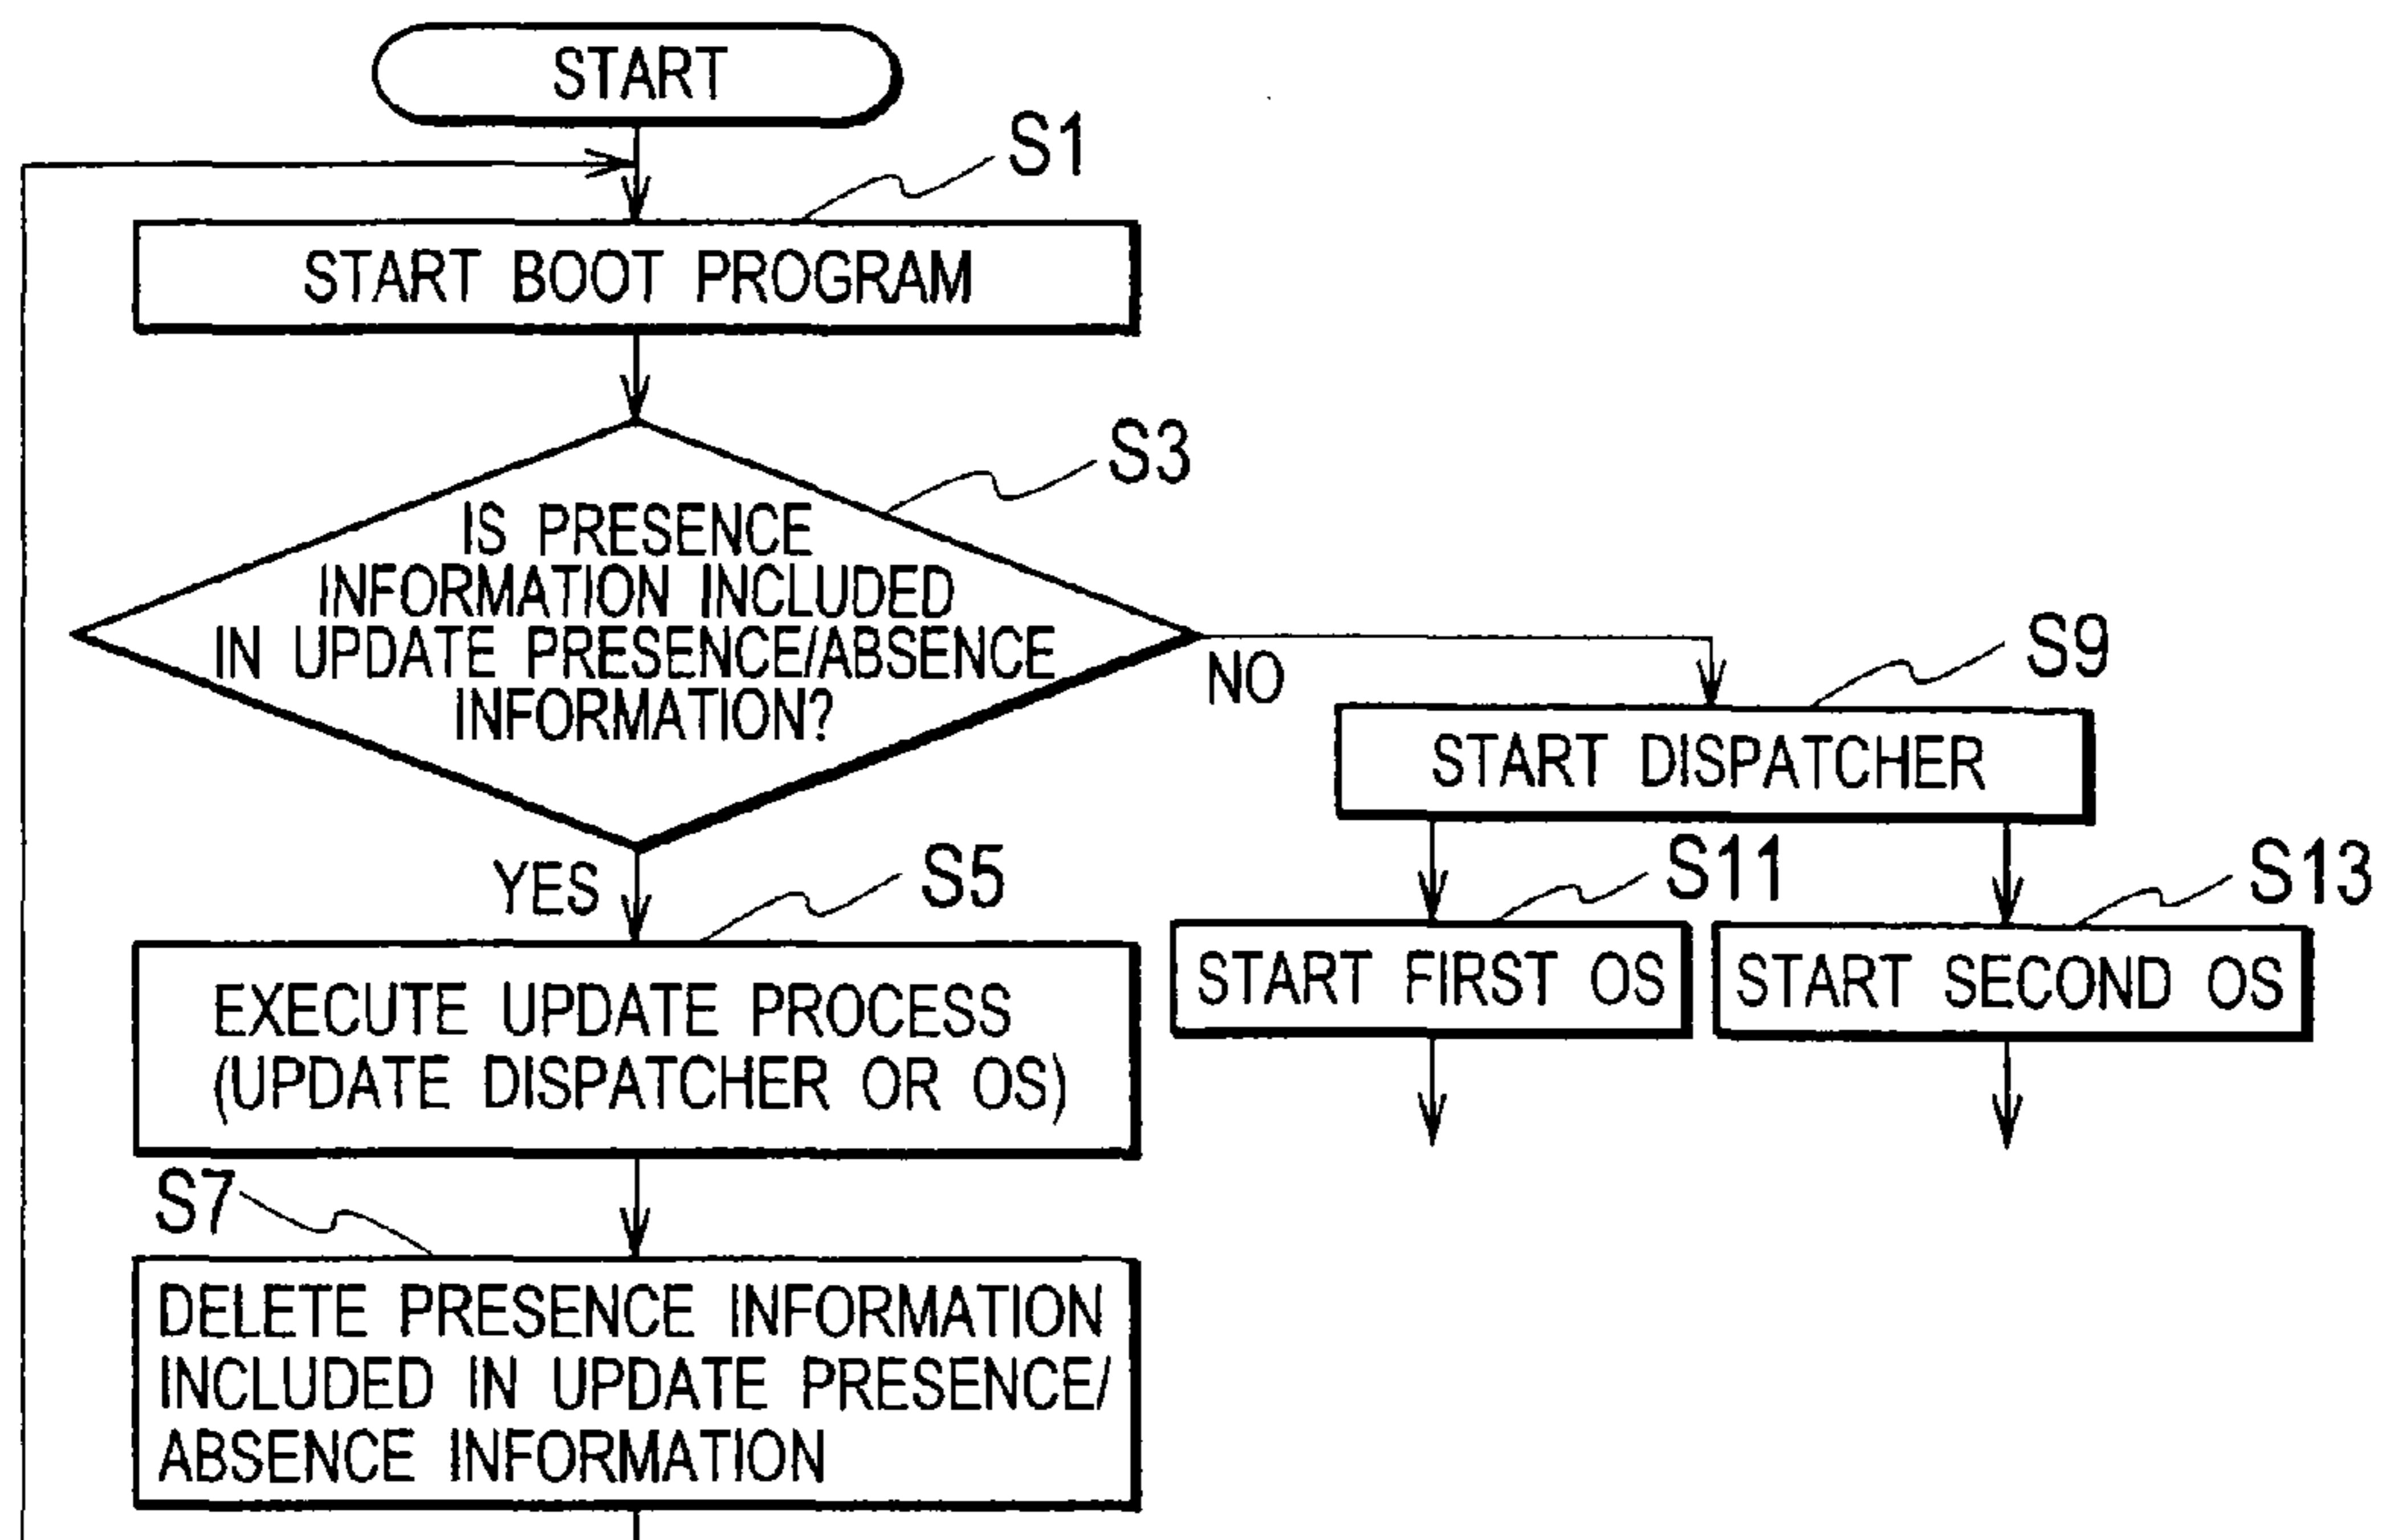 START
S1
START BOOT PROGRAM
S3
IS PRESENCE
INFORMATION INCLUDED
IN UPDATE PRESENCE/ABSENCE
INFORMATION?
NO
YES
S9
START DISPATCHER
S11
START FIRST OS
S13
START SECOND OS
S5
EXECUTE UPDATE PROCESS
(UPDATE DISPATCHER OR OS)
S7
DELETE PRESENCE INFORMATION
INCLUDED IN UPDATE PRESENCE/
ABSENCE INFORMATION